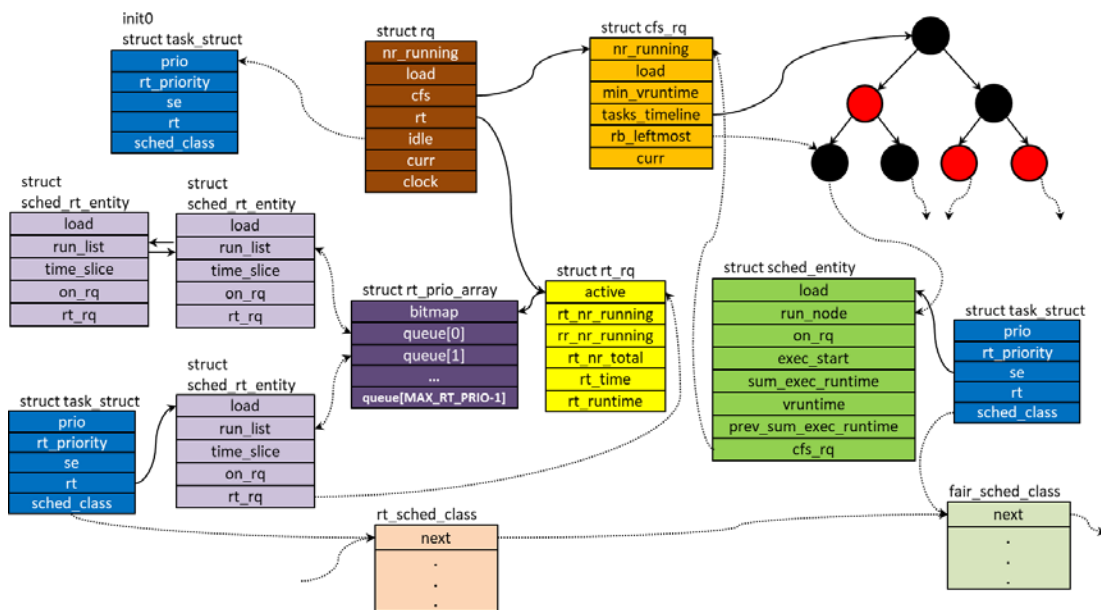 init0
struct task_struct
prio
rt_priority
se
rt
sched_class
struct rq
nr_running
load
cfs
rt
idle
curr
clock
struct cfs_rq
nr_running
load
min_vruntime
tasks_timeline
rb_leftmost
curr
struct
sched_rt_entity
load
run_list
time_slice
on_rq
rt_rq
struct
sched_rt_entity
load
run_list
time_slice
on_rq
rt_rq
struct rt_prio_array
bitmap
queue[0]
queue[1]
...
queue[MAX_RT_PRIO-1]
struct rt_rq
active
rt_nr_running
rr_nr_running
rt_nr_total
rt_time
rt_runtime
struct sched_entity
load
run_node
on_rq
exec_start
sum_exec_runtime
vruntime
prev_sum_exec_runtime
cfs_rq
struct task_struct
prio
rt_priority
se
rt
sched_class
struct task_struct
prio
rt_priority
se
rt
sched_class
struct
sched_rt_entity
load
run_list
time_slice
on_rq
rt_rq
rt_sched_class
next
.
.
.
fair_sched_class
next
.
.
.